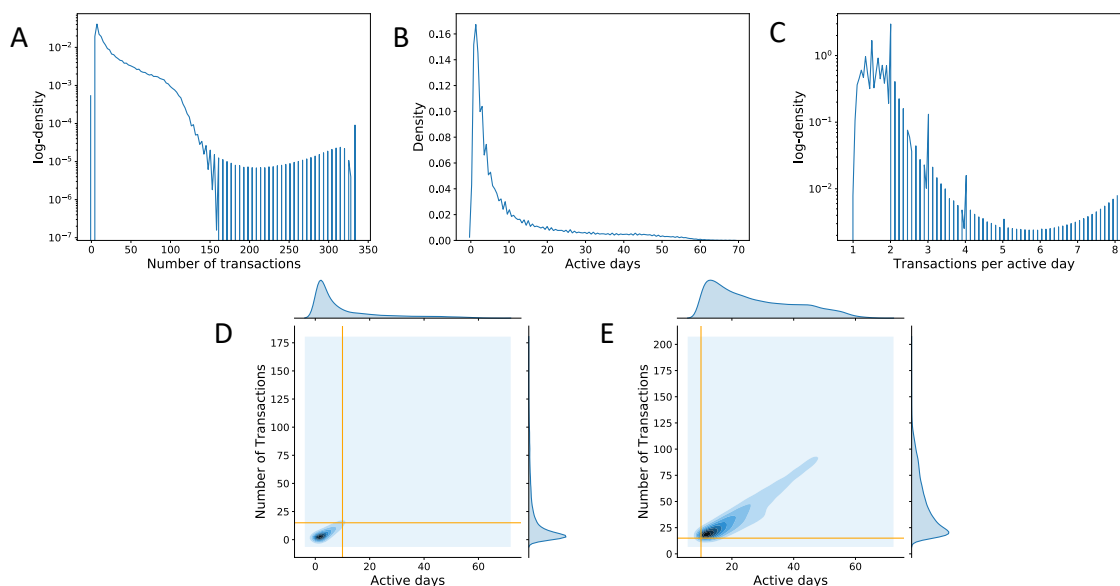 A
log-density
10⁻²
10⁻³
10⁻⁴
10⁻⁵
10⁻⁶
10⁻⁷
0 50 100 150 200 250 300 350
Number of transactions
B
Density
0.16
0.14
0.12
0.10
0.08
0.06
0.04
0.02
0.00
0 10 20 30 40 50 60 70
Active days
C
log-density
10⁰
10⁻¹
10⁻²
1 2 3 4 5 6 7 8
Transactions per active day
D
Number of Transactions
175
150
125
100
75
50
25
0
0 20 40 60
Active days
E
Number of Transactions
200
175
150
125
100
75
50
25
0
20 40 60
Active days